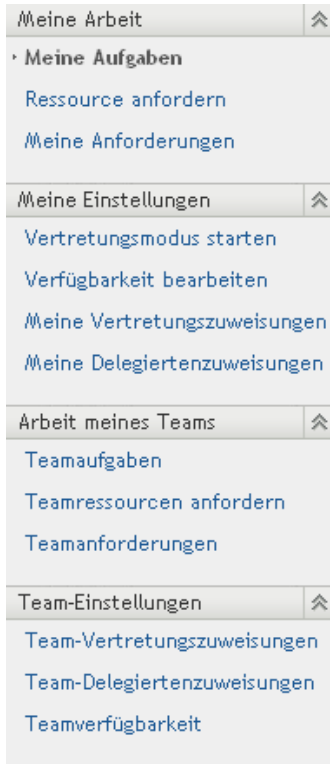 Meine Arbeit
Meine Aufgaben
Ressource anfordern
Meine Anforderungen
Meine Einstellungen
Vertretungsmodus starten
Verfügbarkeit bearbeiten
Meine Vertretungszuweisungen
Meine Delegiertenzuweisungen
Arbeit meines Teams
Teamaufgaben
Teamressourcen anfordern
Teamanforderungen
Team-Einstellungen
Team-Vertretungszuweisungen
Team-Delegiertenzuweisungen
Teamverfügbarkeit